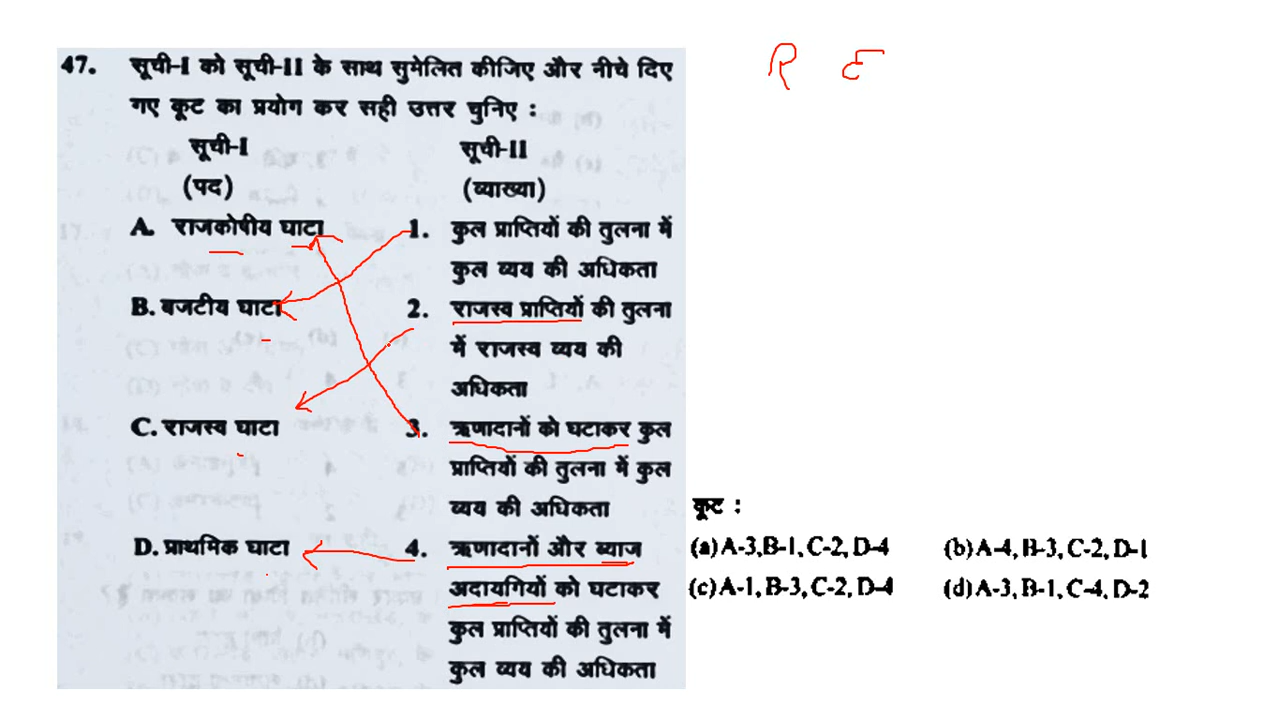 R E
47. सूची-I को सूची-II के साथ सुमेलित कीजिए और नीचे दिए
गए कूट का प्रयोग कर सही उत्तर चुनिए :
सूची-I सूची-II
(पद) (व्याख्या)
A. राजकोषीय घाटा 1. कुल प्राप्तियों की तुलना में
कुल व्यय की अधिकता
B. बजटीय घाटा 2. राजस्व प्राप्तियों की तुलना
में राजस्व व्यय की
अधिकता
C. राजस्व घाटा 3. ऋणादानों को घटाकर कुल
प्राप्तियों की तुलना में कुल
व्यय की अधिकता
D. प्राथमिक घाटा 4. ऋणादानों और ब्याज
अदायगियों को घटाकर
कुल प्राप्तियों की तुलना में
कुल व्यय की अधिकता
कूट :
(a) A-3, B-1, C-2, D-4 (b) A-4, B-3, C-2, D-1
(c) A-1, B-3, C-2, D-4 (d) A-3, B-1, C-4, D-2